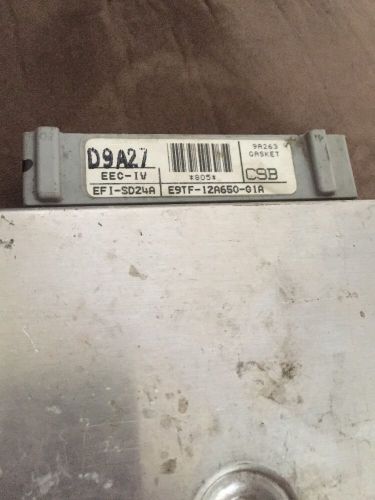 D9A27
EEC-IV
EFI-SD24A
*805*
E9TF-12A650-G1A
9A263
GASKET
CSB